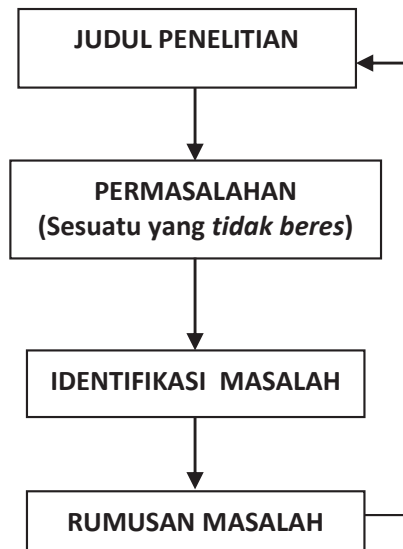 JUDUL PENELITIAN
PERMASALAHAN
(Sesuatu yang tidak beres)
IDENTIFIKASI MASALAH
RUMUSAN MASALAH